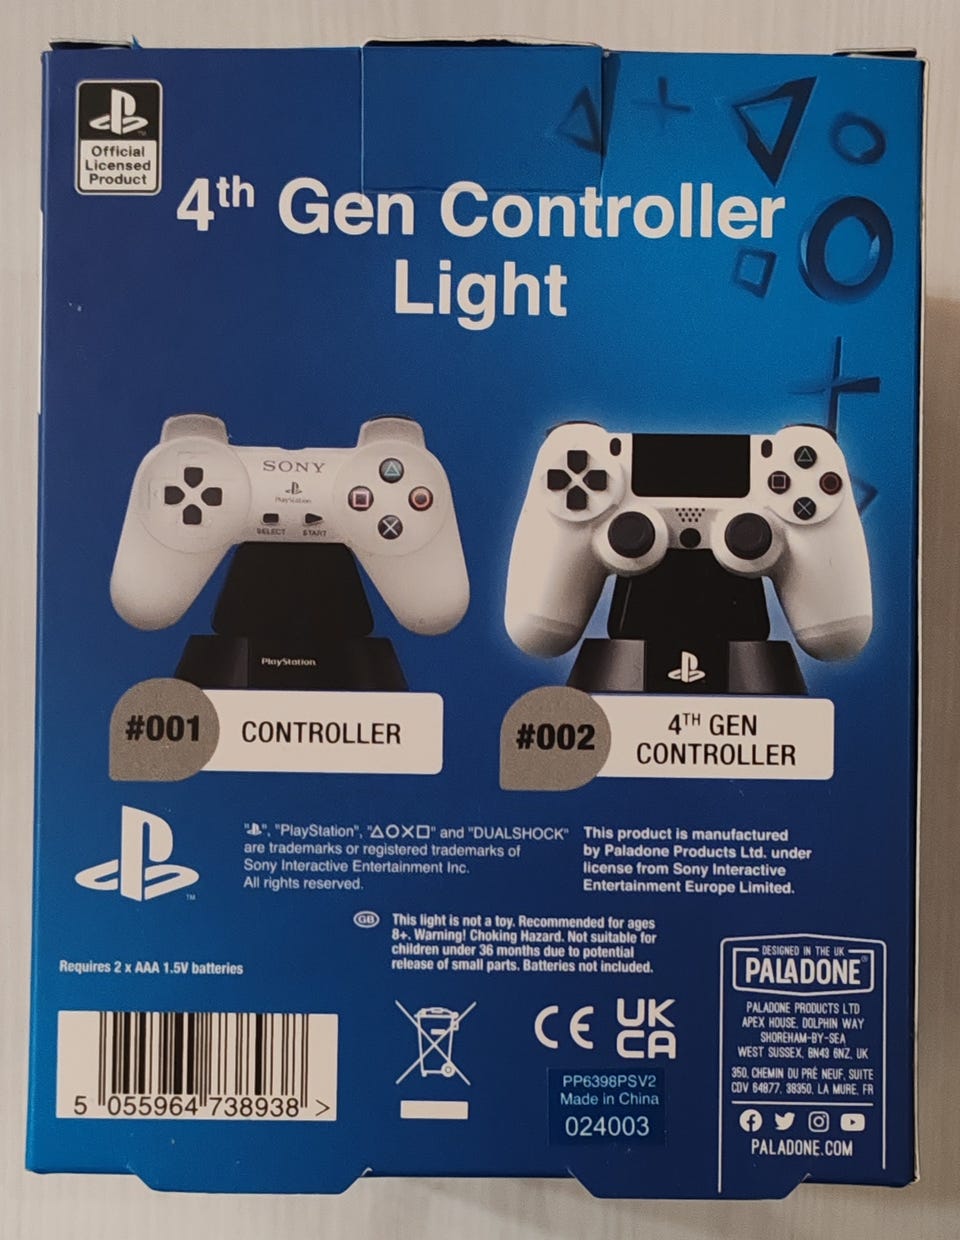 Official
Licensed
Product
4th Gen Controller
Light
SONY
PlayStation
SELECT START
PlayStation
#001 CONTROLLER
#002 4TH GEN
CONTROLLER
"PlayStation", "△○✕□" and "DUALSHOCK"
are trademarks or registered trademarks of
Sony Interactive Entertainment Inc.
All rights reserved.
This product is manufactured
by Paladone Products Ltd. under
license from Sony Interactive
Entertainment Europe Limited.
GB This light is not a toy. Recommended for ages
8+. Warning! Choking Hazard. Not suitable for
children under 36 months due to potential
release of small parts. Batteries not included.
Requires 2 x AAA 1.5V batteries
5 055964 738938 >
CE UK
CA
PP6398PSV2
Made in China
024003
DESIGNED IN THE UK
PALADONE®
PALADONE PRODUCTS LTD
APEX HOUSE, DOLPHIN WAY
SHOREHAM-BY-SEA
WEST SUSSEX, BN43 6NZ, UK
350, CHEMIN DU PRÉ NEUF, SUITE
CDV 64877, 38350, LA MURE, FR
PALADONE.COM